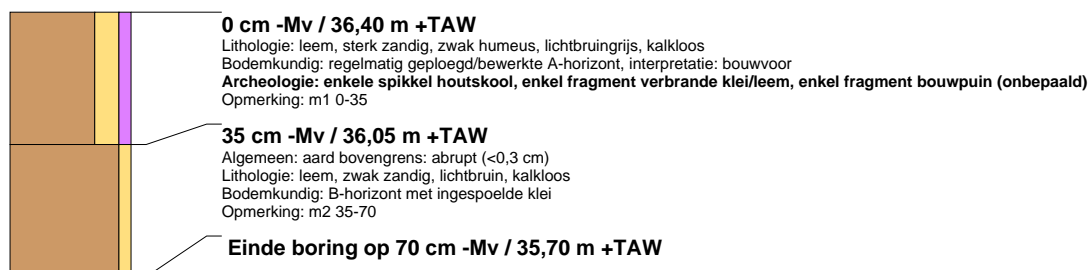 0 cm -Mv / 36,40 m +TAW
Lithologie: leem, sterk zandig, zwak humeus, lichtbruingrijs, kalkloos
Bodemkundig: regelmatig geploegd/bewerkte A-horizont, interpretatie: bouwvoor
Archeologie: enkele spikkel houtskool, enkel fragment verbrande klei/leem, enkel fragment bouwpuin (onbepaald)
Opmerking: m1 0-35
35 cm -Mv / 36,05 m +TAW
Algemeen: aard bovengrens: abrupt (<0,3 cm)
Lithologie: leem, zwak zandig, lichtbruin, kalkloos
Bodemkundig: B-horizont met ingespoelde klei
Opmerking: m2 35-70
Einde boring op 70 cm -Mv / 35,70 m +TAW